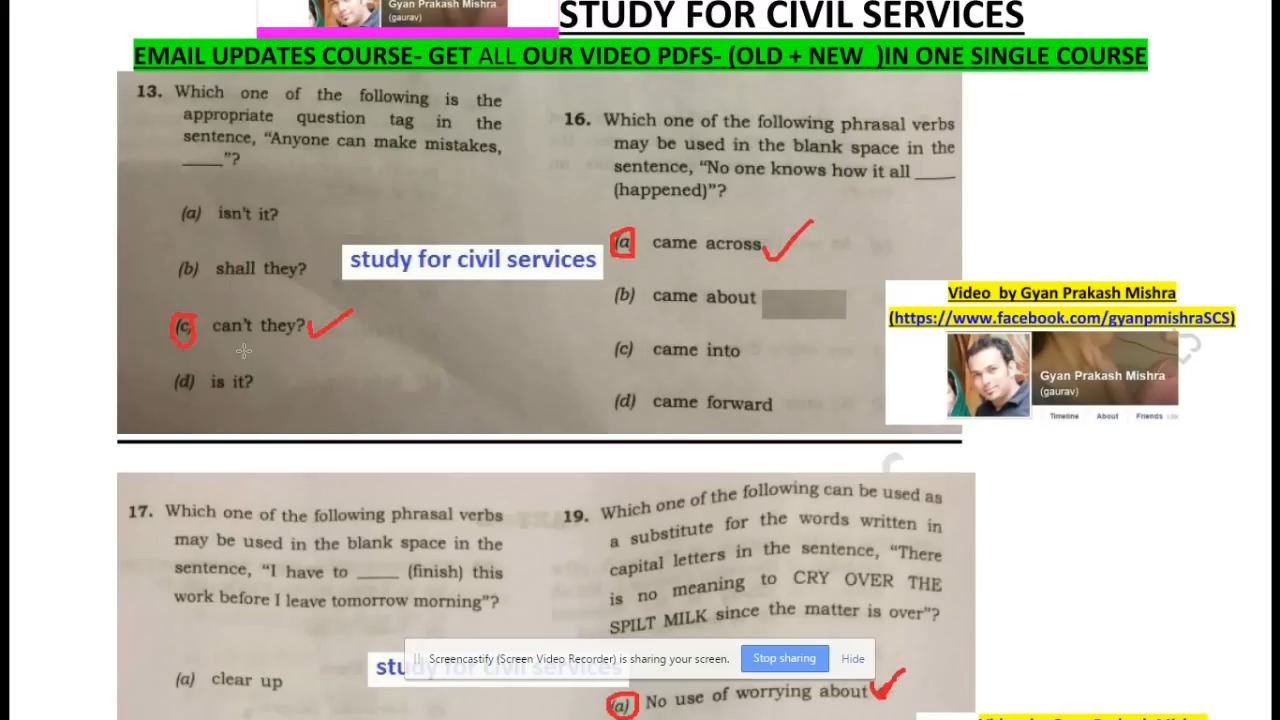 Gyan Prakash Mishra
(gaurav)
STUDY FOR CIVIL SERVICES
EMAIL UPDATES COURSE- GET ALL OUR VIDEO PDFS- (OLD + NEW )IN ONE SINGLE COURSE
13. Which one of the following is the
appropriate question tag in the
sentence, "Anyone can make mistakes,
____"?
(a) isn't it?
(b) shall they?
(c) can't they?
(d) is it?
study for civil services
16. Which one of the following phrasal verbs
may be used in the blank space in the
sentence, "No one knows how it all ____
(happened)"?
(a) came across
(b) came about
(c) came into
(d) came forward
Video by Gyan Prakash Mishra
(https://www.facebook.com/gyanpmishraSCS)
Gyan Prakash Mishra
(gaurav)
Timeline About Friends
17. Which one of the following phrasal verbs
may be used in the blank space in the
sentence, "I have to ____ (finish) this
work before I leave tomorrow morning"?
(a) clear up
19. Which one of the following can be used as
a substitute for the words written in
capital letters in the sentence, "There
is no meaning to CRY OVER THE
SPILT MILK since the matter is over"?
(a) No use of worrying about
Screencastify (Screen Video Recorder) is sharing your screen.
Stop sharing
Hide